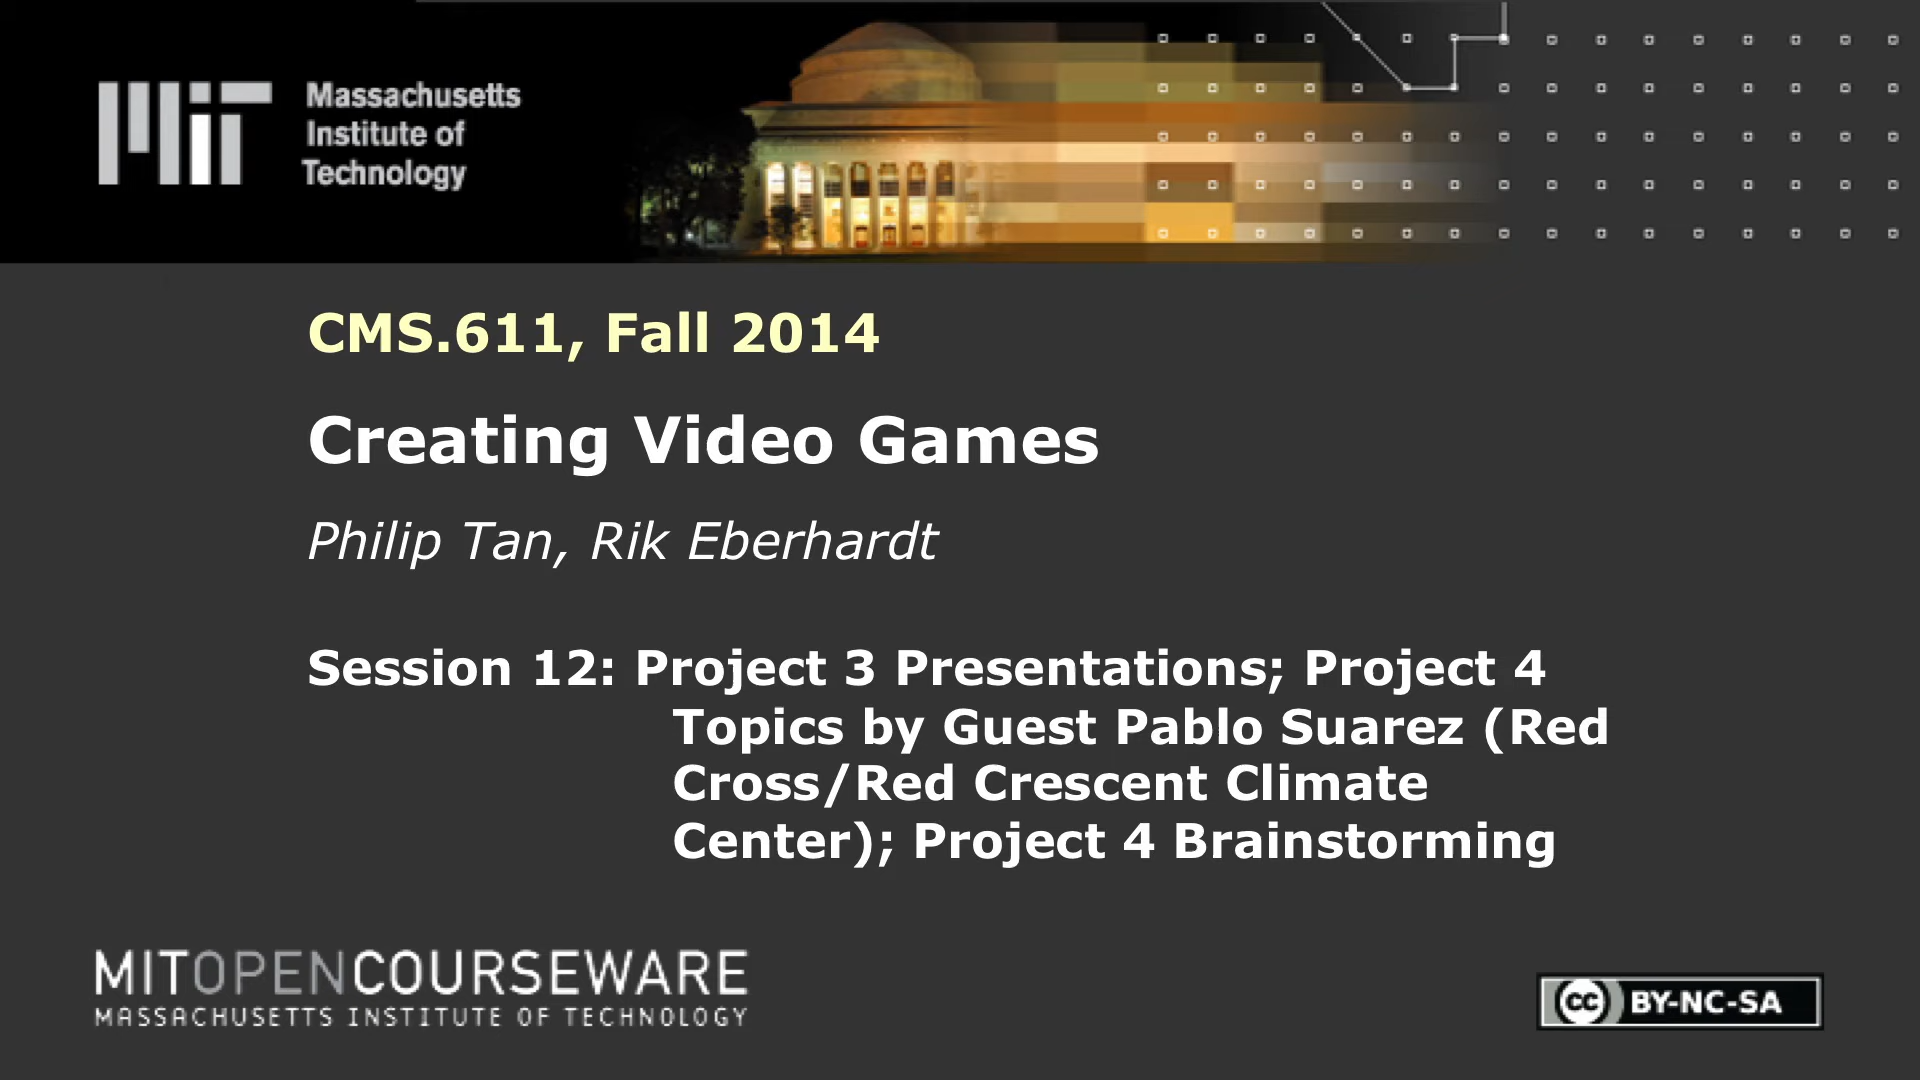 MIT
Massachusetts
Institute of
Technology
CMS.611, Fall 2014
Creating Video Games
Philip Tan, Rik Eberhardt
Session 12: Project 3 Presentations; Project 4
Topics by Guest Pablo Suarez (Red
Cross/Red Crescent Climate
Center); Project 4 Brainstorming
MITOPENCOURSEWARE
MASSACHUSETTS INSTITUTE OF TECHNOLOGY
cc BY-NC-SA